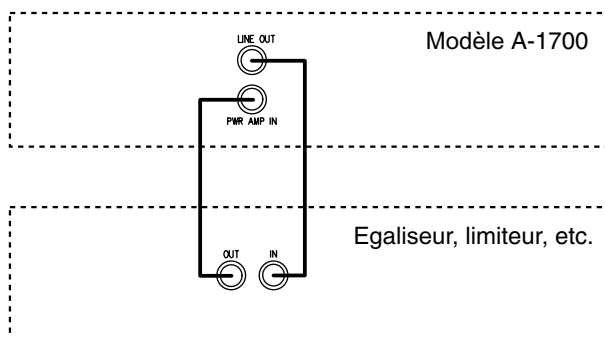 Modèle A-1700
LINE OUT
PWR AMP IN
Egaliseur, limiteur, etc.
OUT IN